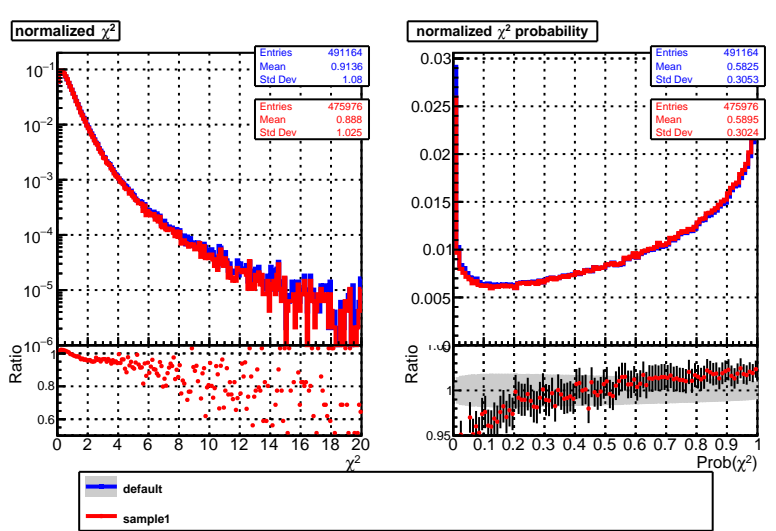 normalized χ²
Entries 491164
Mean 0.9136
Std Dev 1.08
Entries 475976
Mean 0.888
Std Dev 1.025
10⁻¹
10⁻²
10⁻³
10⁻⁴
10⁻⁵
10⁻⁶
Ratio
1
0.8
0.6
0 2 4 6 8 10 12 14 16 18 20
χ²
normalized χ² probability
Entries 491164
Mean 0.5825
Std Dev 0.3053
Entries 475976
Mean 0.5895
Std Dev 0.3024
0.03
0.025
0.02
0.015
0.01
0.005
Ratio
1
0.95
0 0.1 0.2 0.3 0.4 0.5 0.6 0.7 0.8 0.9 1
Prob(χ²)
default
sample1